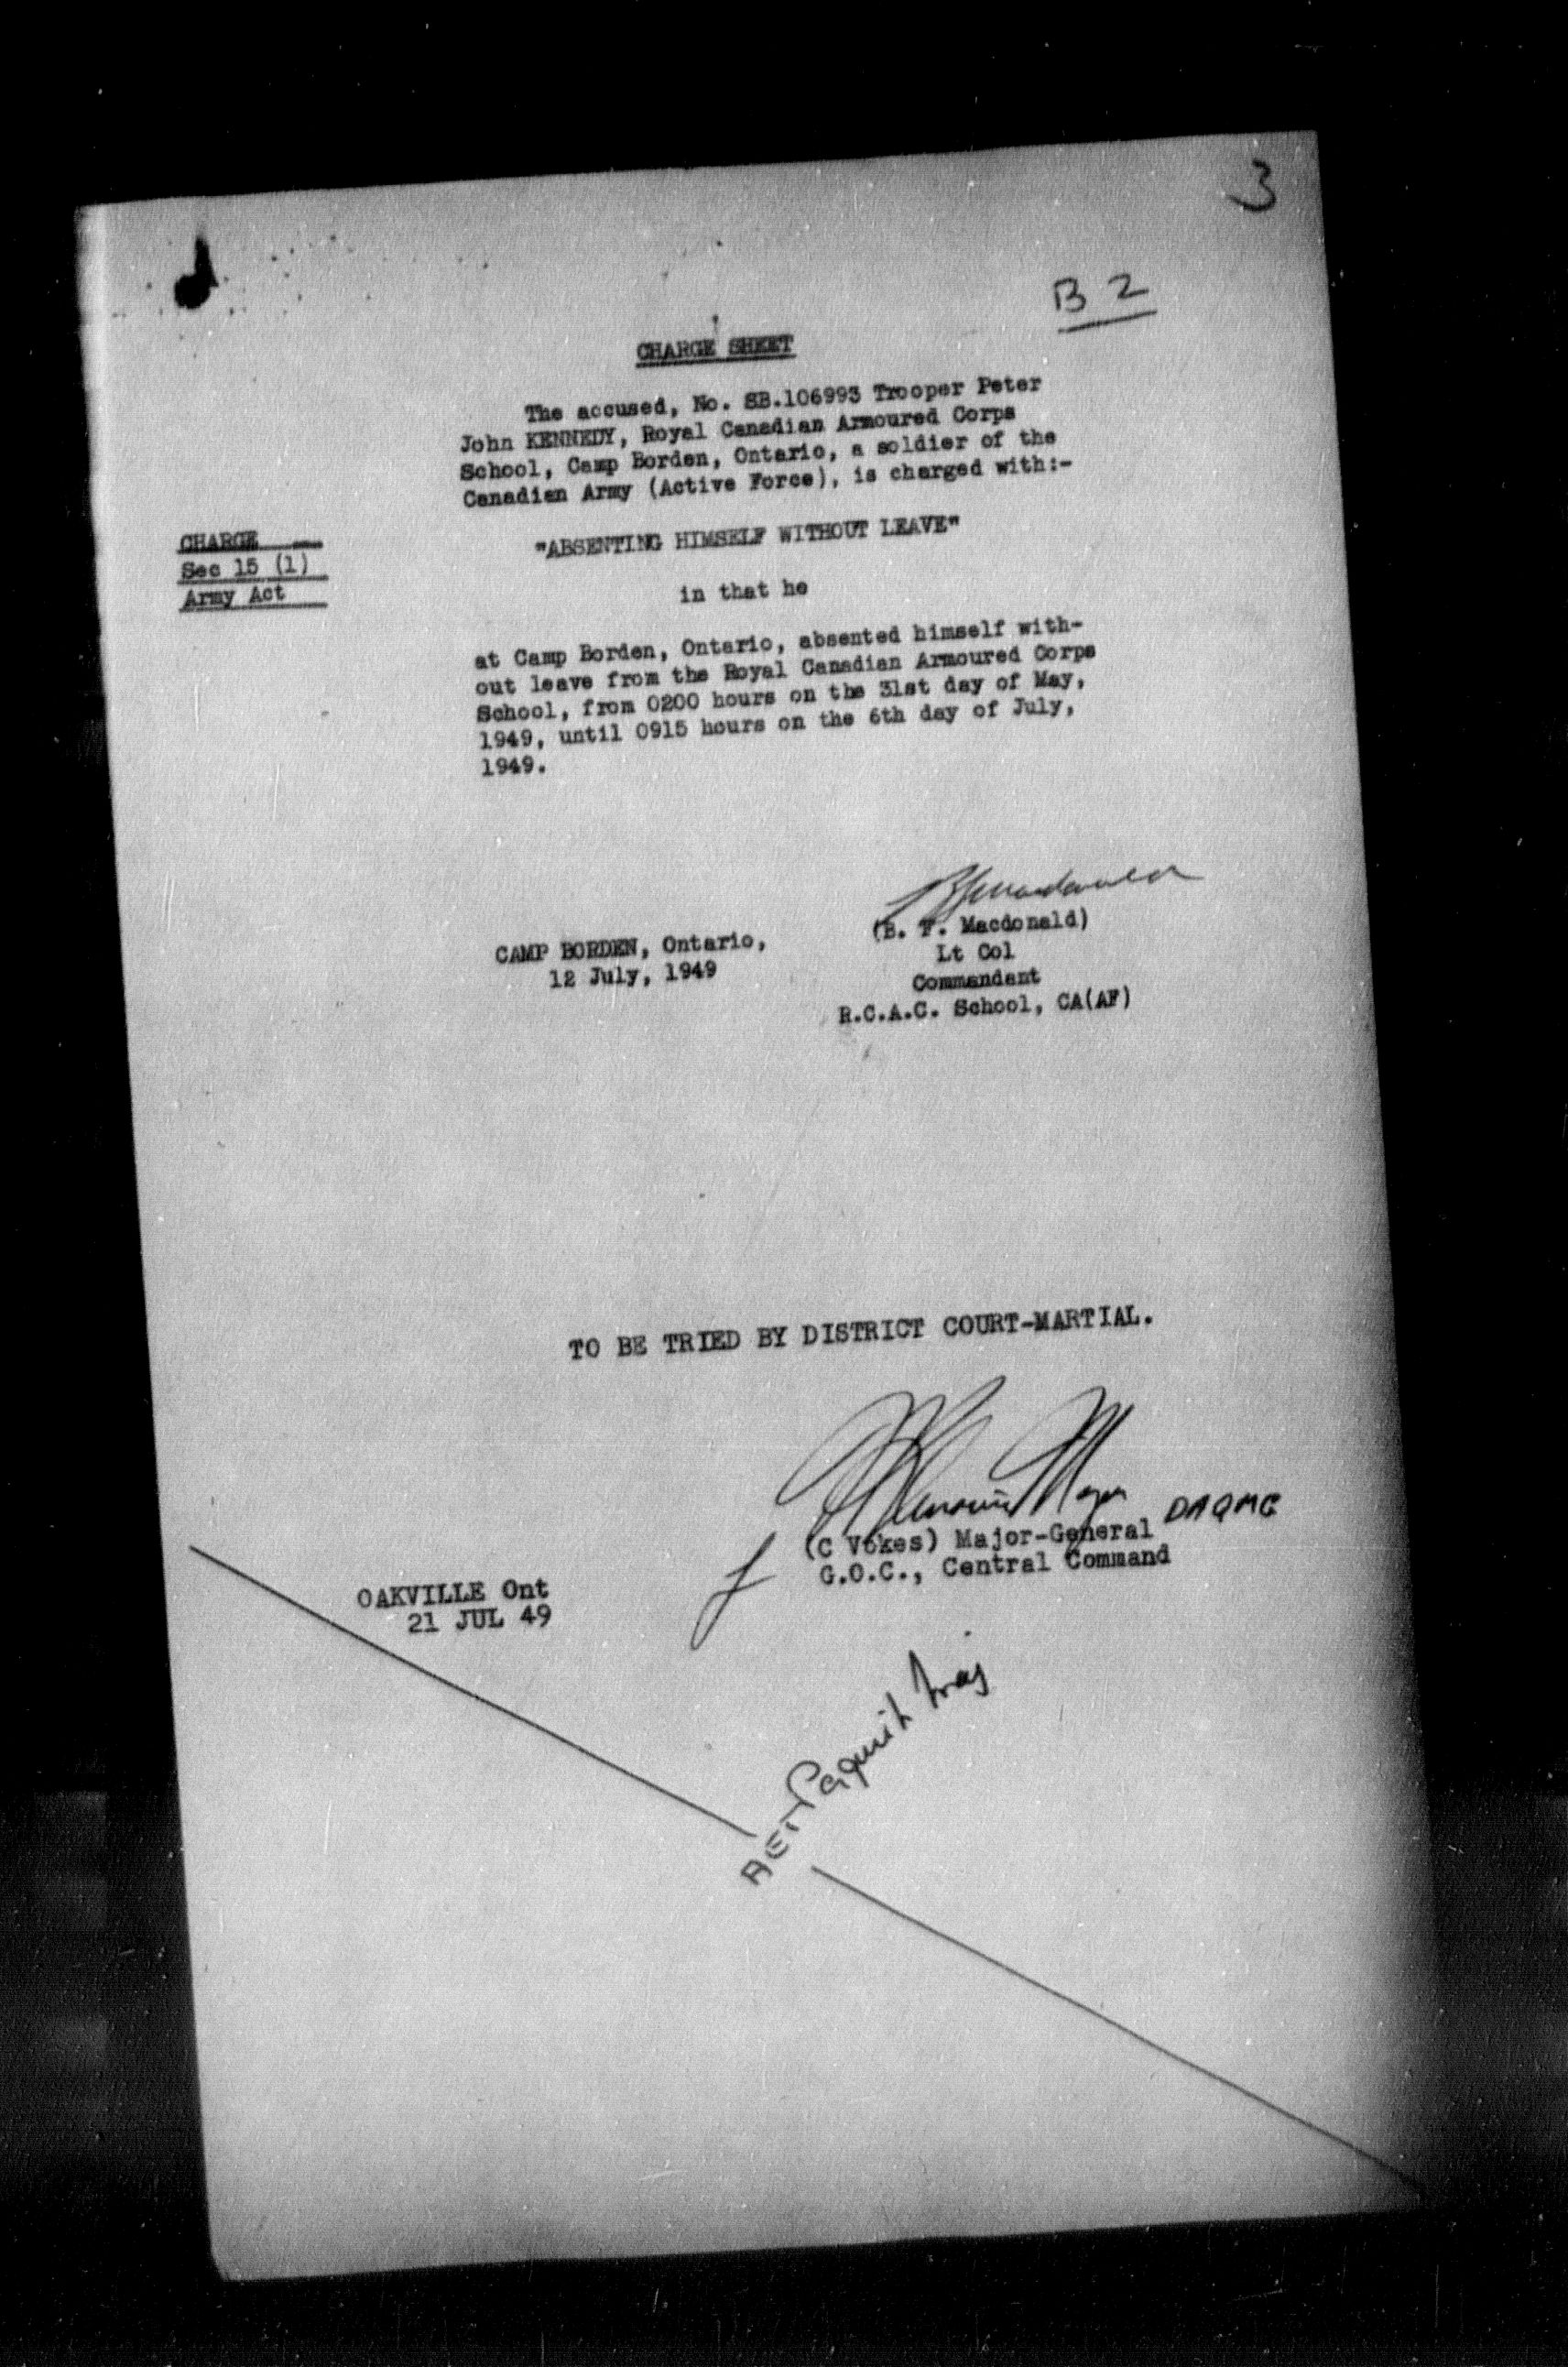 3
B 2
CHARGE SHEET
The accused, No. SB.106993 Trooper Peter
John KENNEDY, Royal Canadian Armoured Corps
School, Camp Borden, Ontario, a soldier of the
Canadian Army (Active Force), is charged with:-
CHARGE
Sec 15 (1)
Army Act
"ABSENTING HIMSELF WITHOUT LEAVE"
in that he
at Camp Borden, Ontario, absented himself with-
out leave from the Royal Canadian Armoured Corps
School, from 0200 hours on the 31st day of May,
1949, until 0915 hours on the 6th day of July,
1949.
CAMP BORDEN, Ontario,
12 July, 1949
(B. F. Macdonald)
Lt Col
Commandant
R.C.A.C. School, CA(AF)
TO BE TRIED BY DISTRICT COURT-MARTIAL.
DAQMG
(C Vokes) Major-General
G.O.C., Central Command
OAKVILLE Ont
21 JUL 49
Maj